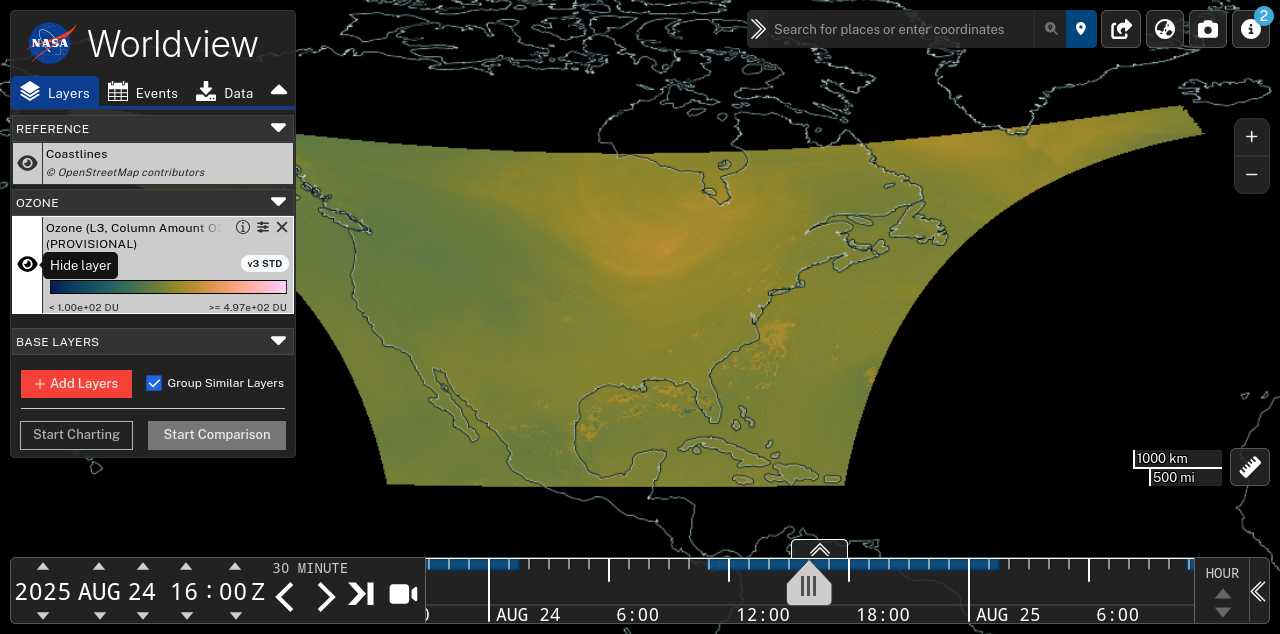 NASA Worldview
Search for places or enter coordinates
2
Layers Events Data
REFERENCE
Coastlines
© OpenStreetMap contributors
OZONE
Ozone (L3, Column Amount
(PROVISIONAL)
Hide layer
v3 STD
< 1.00e+02 DU >= 4.97e+02 DU
BASE LAYERS
+ Add Layers Group Similar Layers
Start Charting Start Comparison
+
−
1000 km
500 mi
30 MINUTE
2025 AUG 24 16 : 00 Z
AUG 24 6:00 12:00 18:00 AUG 25 6:00
HOUR